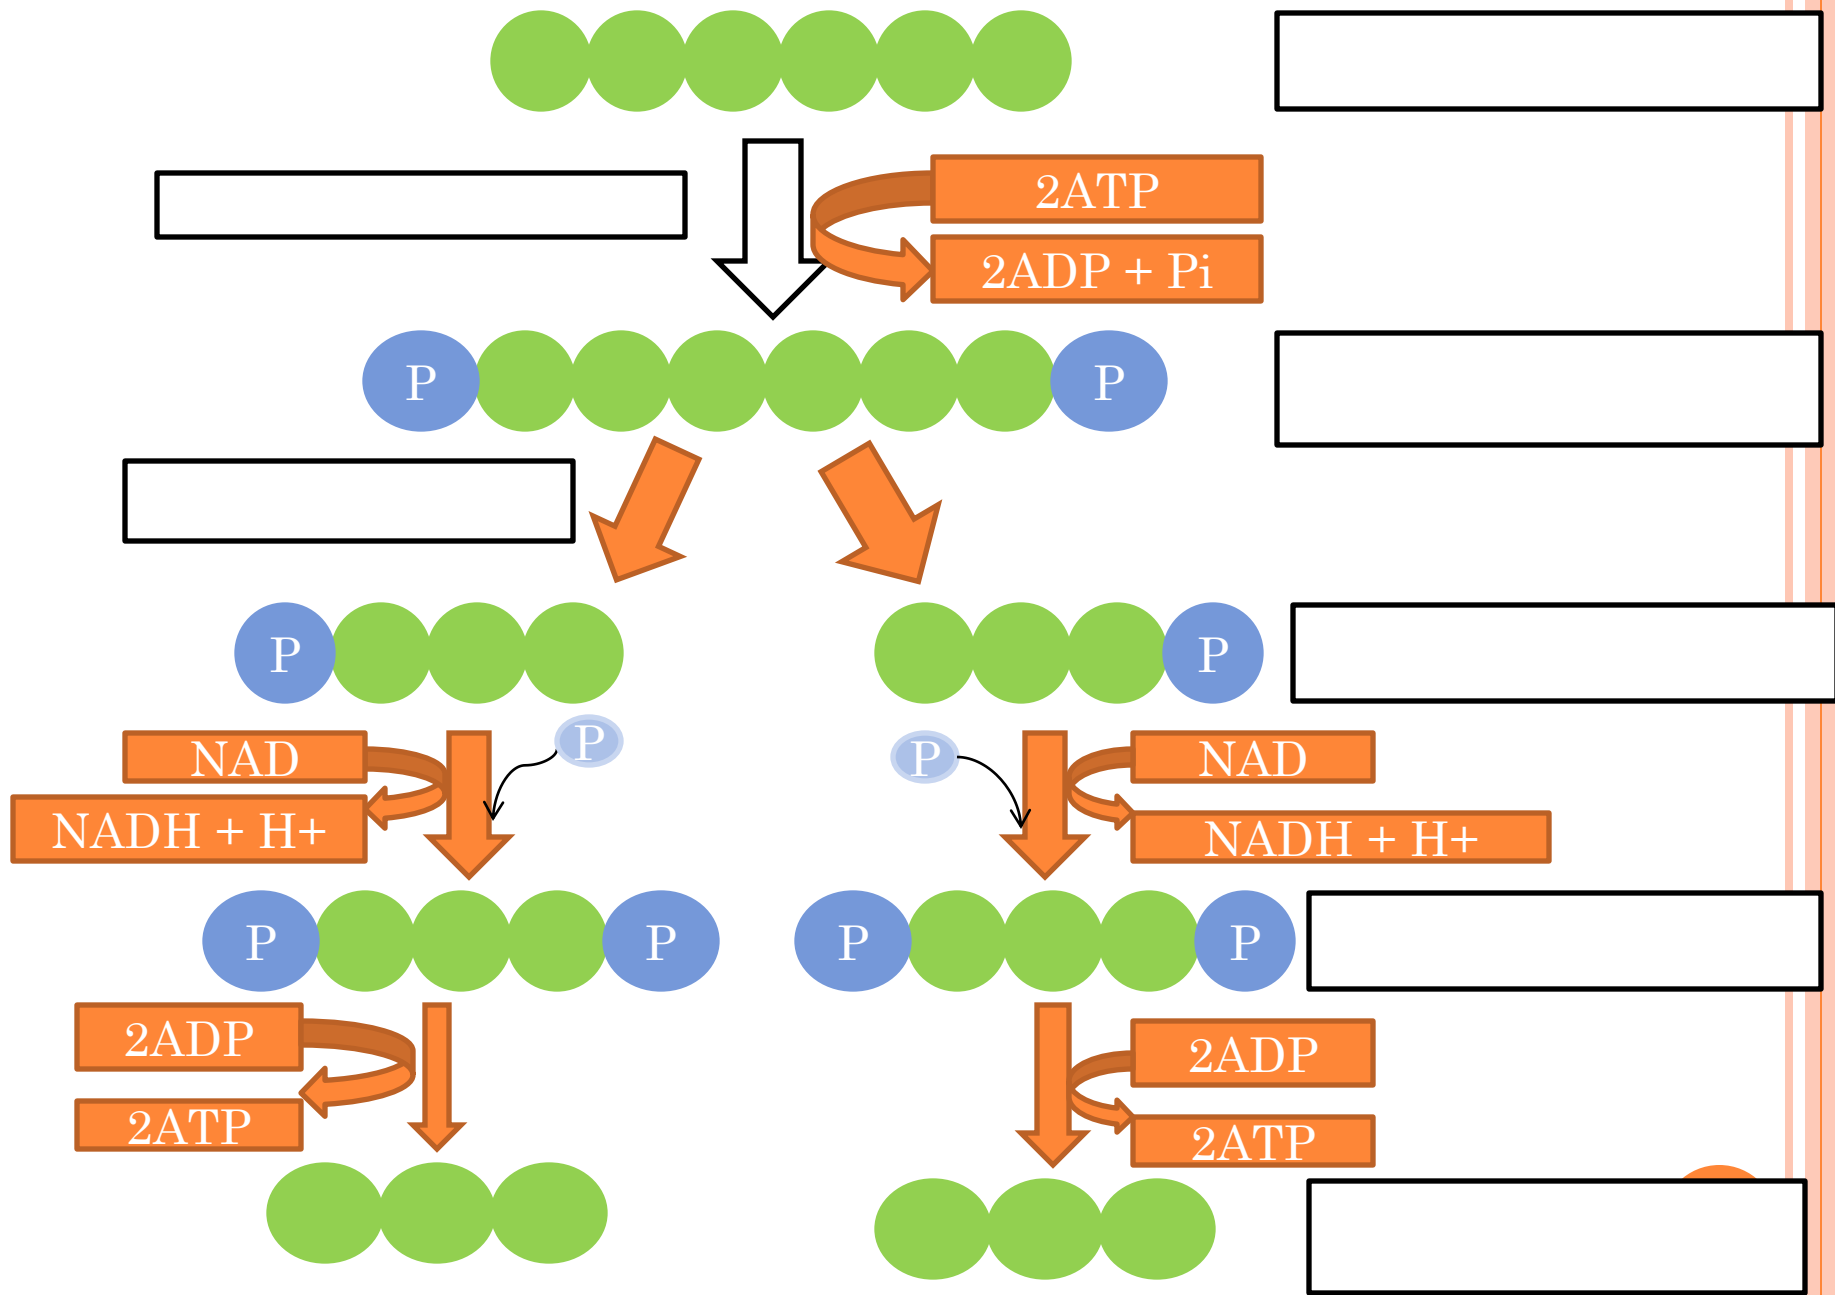 2ATP
2ADP + Pi
P P
P P
P P
NAD NAD
NADH + H+ NADH + H+
P P P P
2ADP 2ADP
2ATP 2ATP